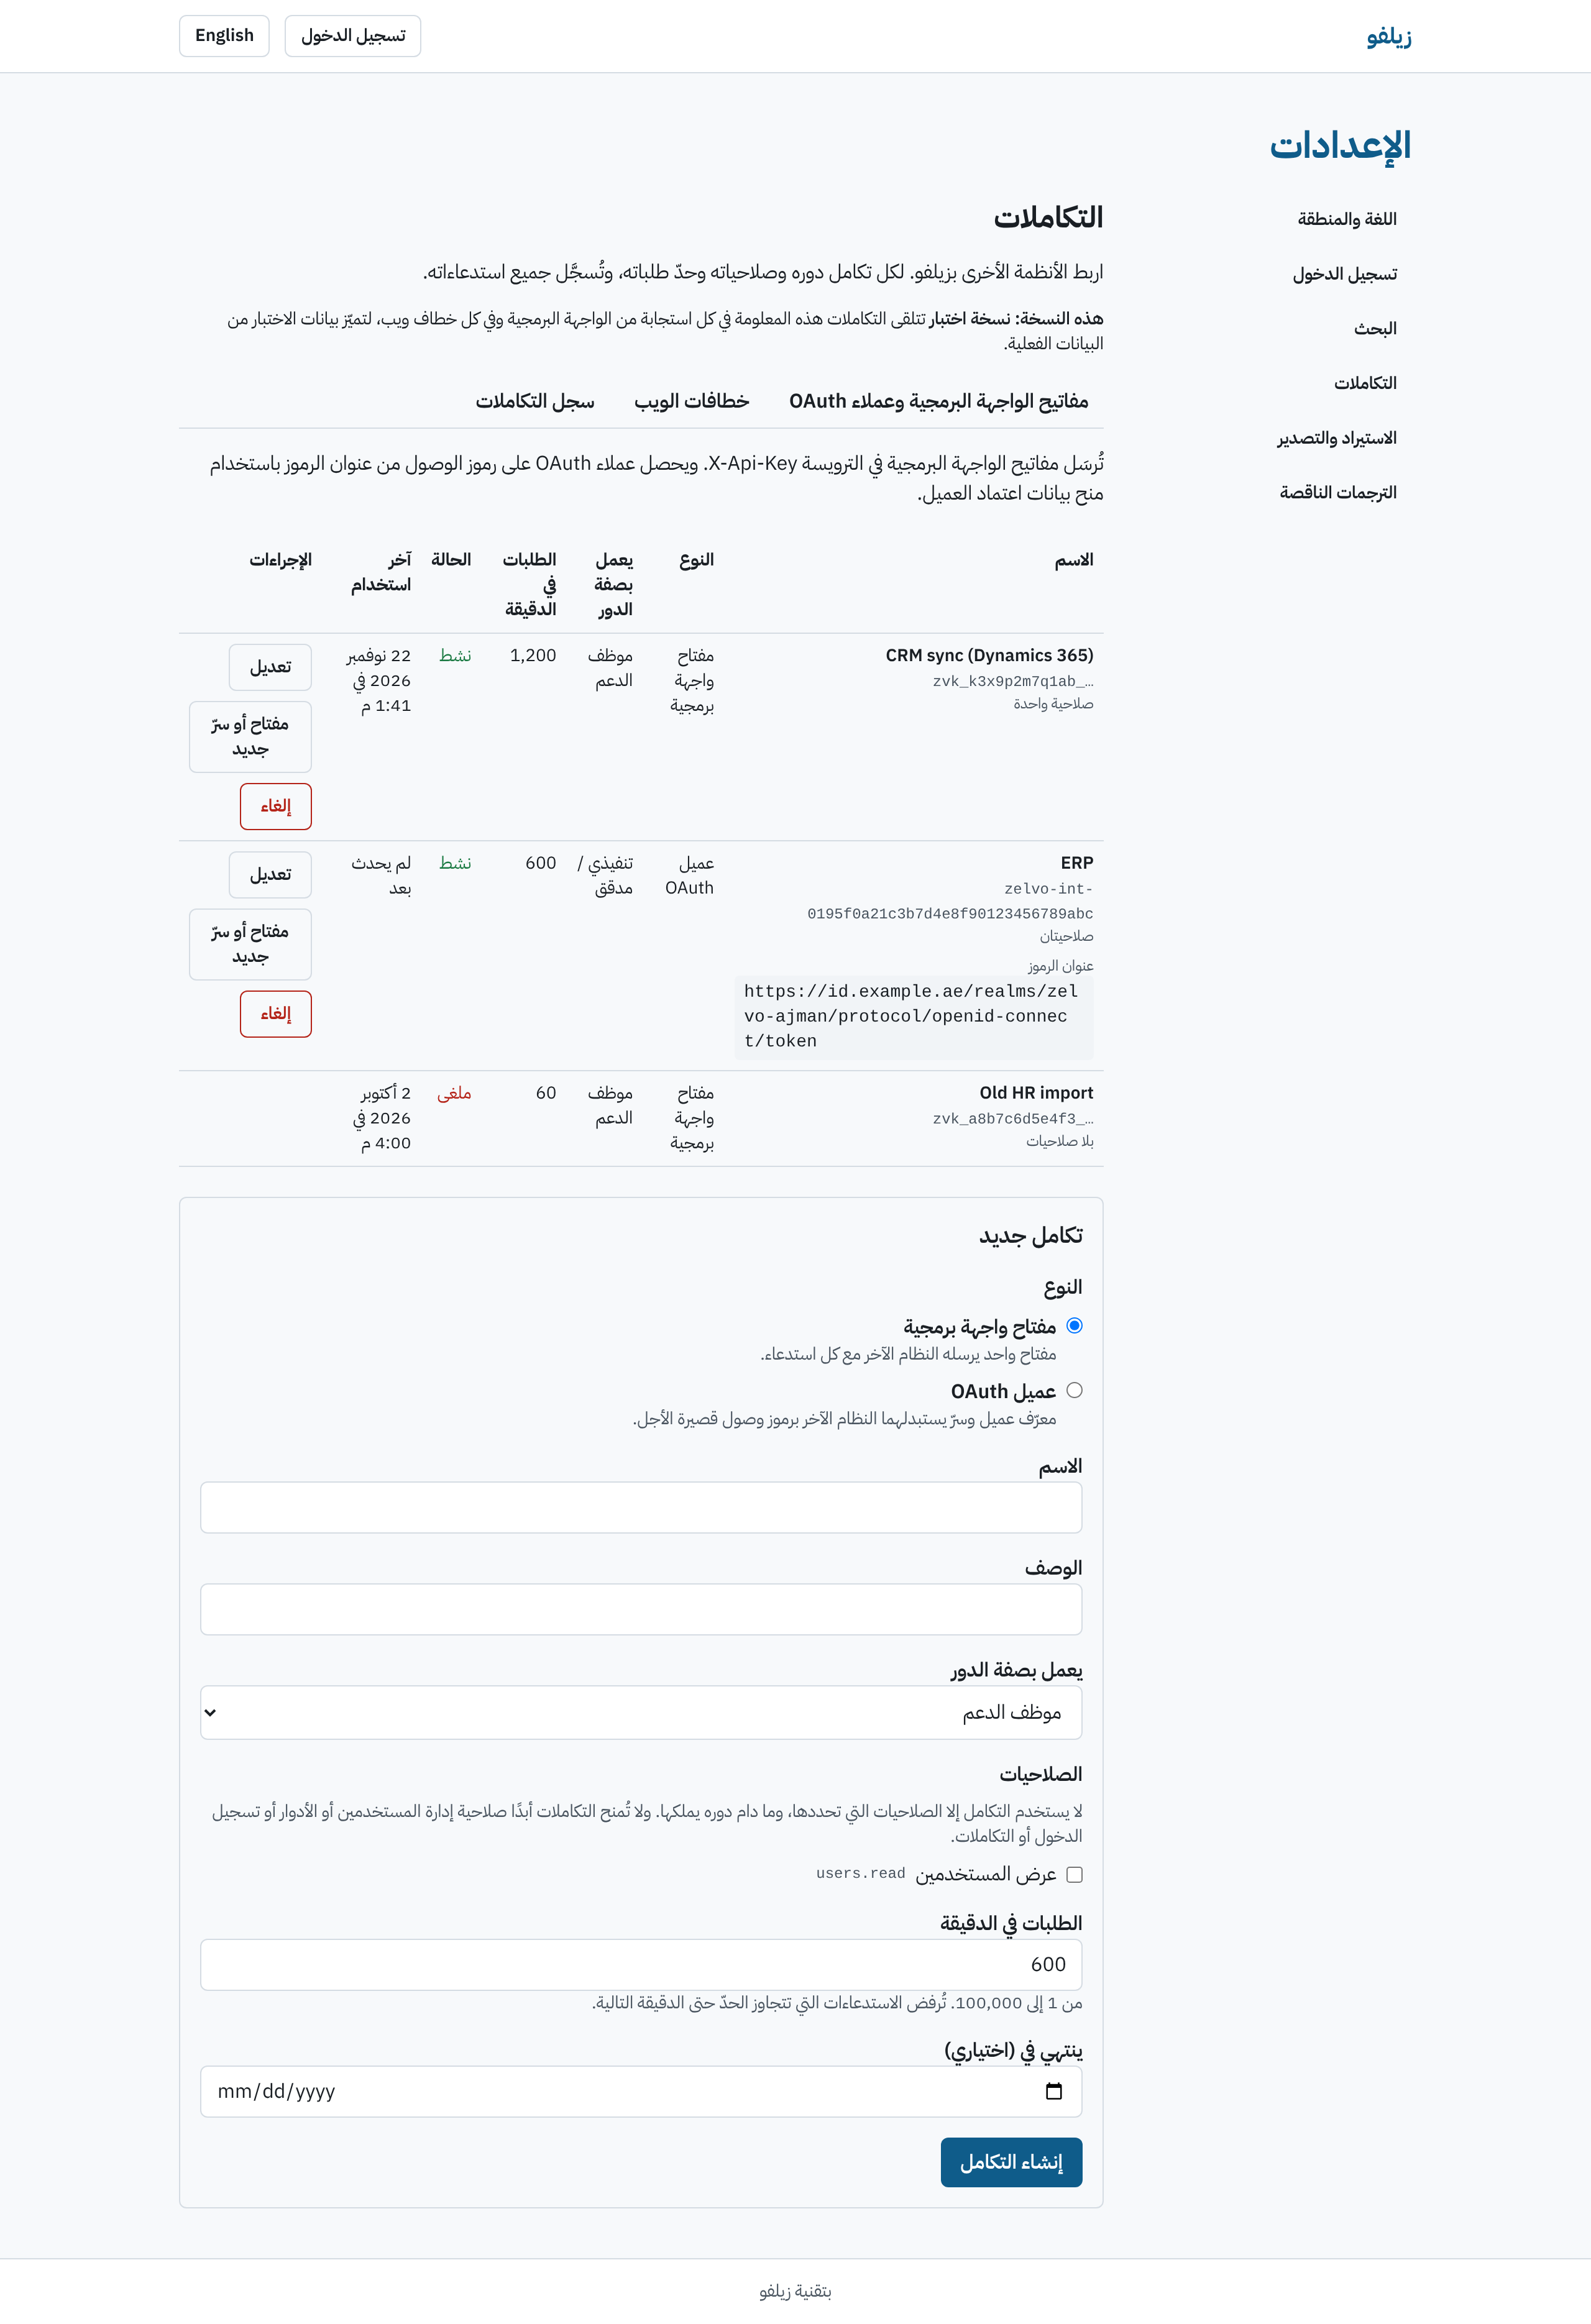 زيلفو
تسجيل الدخول
English
الإعدادات
اللغة والمنطقة
تسجيل الدخول
البحث
التكاملات
الاستيراد والتصدير
الترجمات الناقصة
التكاملات
اربط الأنظمة الأخرى بزيلفو. لكل تكامل دوره وصلاحياته وحدّ طلباته، وتُسجَّل جميع استدعاءاته.
هذه النسخة: نسخة اختبار تتلقى التكاملات هذه المعلومة في كل استجابة من الواجهة البرمجية وفي كل خطاف ويب، لتميّز بيانات الاختبار من
البيانات الفعلية.
مفاتيح الواجهة البرمجية وعملاء OAuth
خطافات الويب
سجل التكاملات
تُرسَل مفاتيح الواجهة البرمجية في الترويسة X-Api-Key. ويحصل عملاء OAuth على رموز الوصول من عنوان الرموز باستخدام
منح بيانات اعتماد العميل.
الاسم
النوع
يعمل
بصفة
الدور
الطلبات
في
الدقيقة
الحالة
آخر
استخدام
الإجراءات
CRM sync (Dynamics 365)
zvk_k3x9p2m7q1ab_…
صلاحية واحدة
مفتاح
واجهة
برمجية
موظف
الدعم
1,200
نشط
22 نوفمبر
2026 في
1:41 م
تعديل
مفتاح أو سرّ
جديد
إلغاء
ERP
zelvo-int-
0195f0a21c3b7d4e8f90123456789abc
صلاحيتان
عنوان الرموز
https://id.example.ae/realms/zel
vo-ajman/protocol/openid-connec
t/token
عميل
OAuth
تنفيذي /
مدقق
600
نشط
لم يحدث
بعد
تعديل
مفتاح أو سرّ
جديد
إلغاء
Old HR import
zvk_a8b7c6d5e4f3_…
بلا صلاحيات
مفتاح
واجهة
برمجية
موظف
الدعم
60
ملغى
2 أكتوبر
2026 في
4:00 م
تكامل جديد
النوع
مفتاح واجهة برمجية
مفتاح واحد يرسله النظام الآخر مع كل استدعاء.
عميل OAuth
معرّف عميل وسرّ يستبدلهما النظام الآخر برموز وصول قصيرة الأجل.
الاسم
الوصف
يعمل بصفة الدور
موظف الدعم
الصلاحيات
لا يستخدم التكامل إلا الصلاحيات التي تحددها، وما دام دوره يملكها. ولا تُمنح التكاملات أبدًا صلاحية إدارة المستخدمين أو الأدوار أو تسجيل
الدخول أو التكاملات.
عرض المستخدمين users.read
الطلبات في الدقيقة
600
من 1 إلى 100,000. تُرفض الاستدعاءات التي تتجاوز الحدّ حتى الدقيقة التالية.
ينتهي في (اختياري)
mm/dd/yyyy
إنشاء التكامل
بتقنية زيلفو